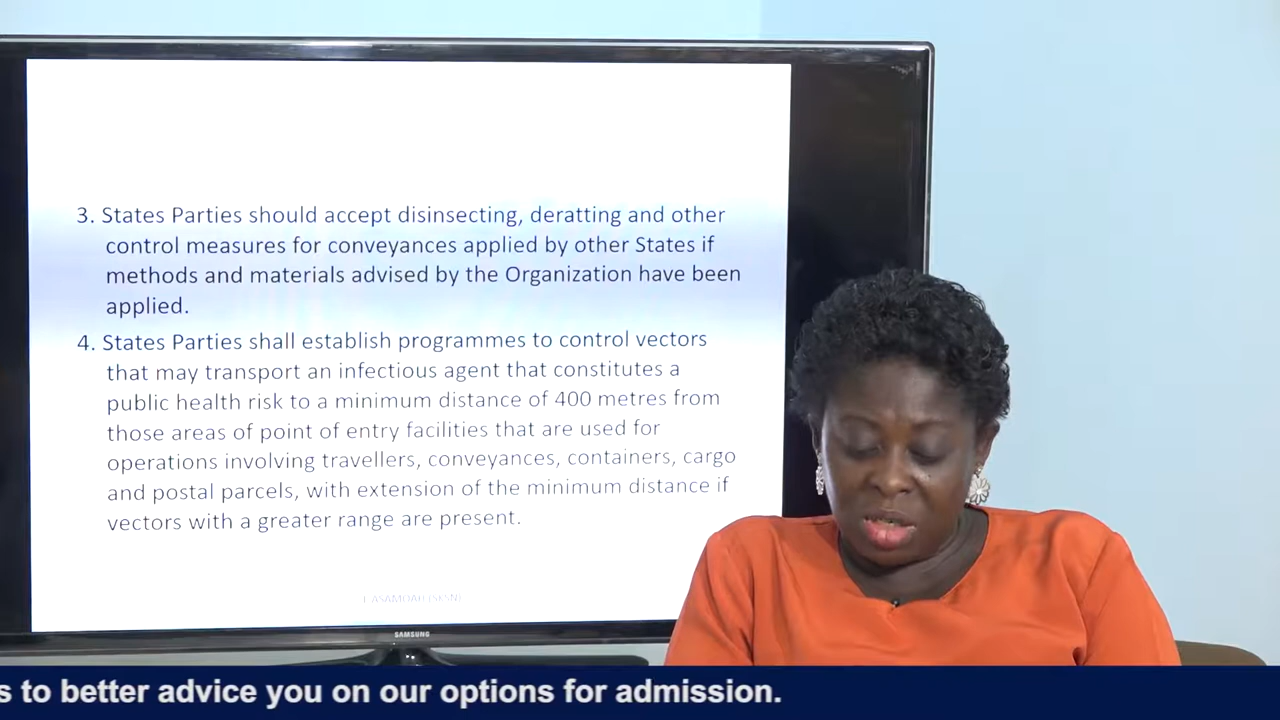 3. States Parties should accept disinsecting, deratting and other
control measures for conveyances applied by other States if
methods and materials advised by the Organization have been
applied.
4. States Parties shall establish programmes to control vectors
that may transport an infectious agent that constitutes a
public health risk to a minimum distance of 400 metres from
those areas of point of entry facilities that are used for
operations involving travellers, conveyances, containers, cargo
and postal parcels, with extension of the minimum distance if
vectors with a greater range are present.
ASAMOAH (SKSN)
SAMSUNG
s to better advice you on our options for admission.